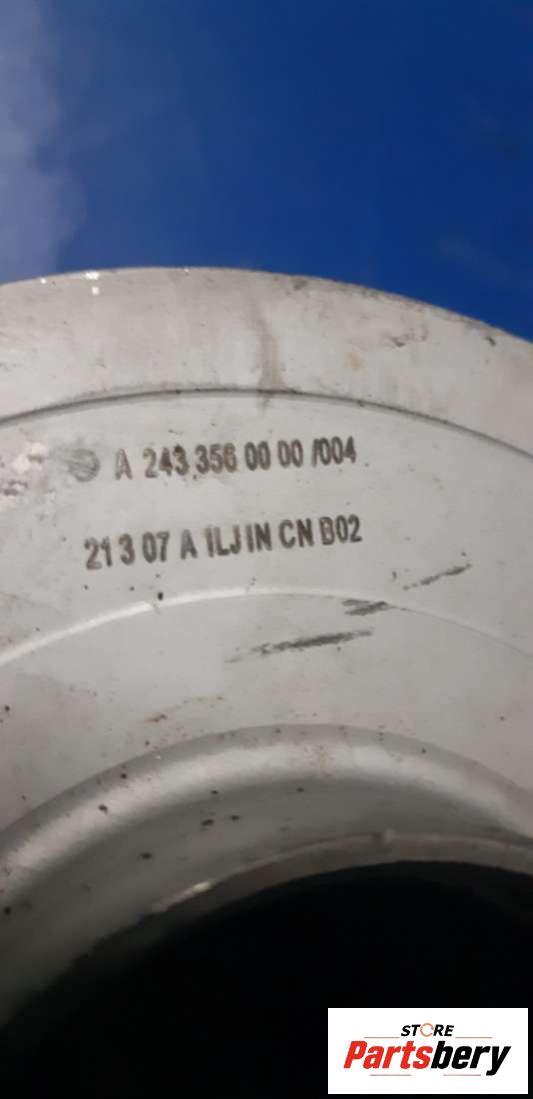 A 243 356 00 00 /004
21 3 07 A ILJIN CN B02
STORE
Partsbery